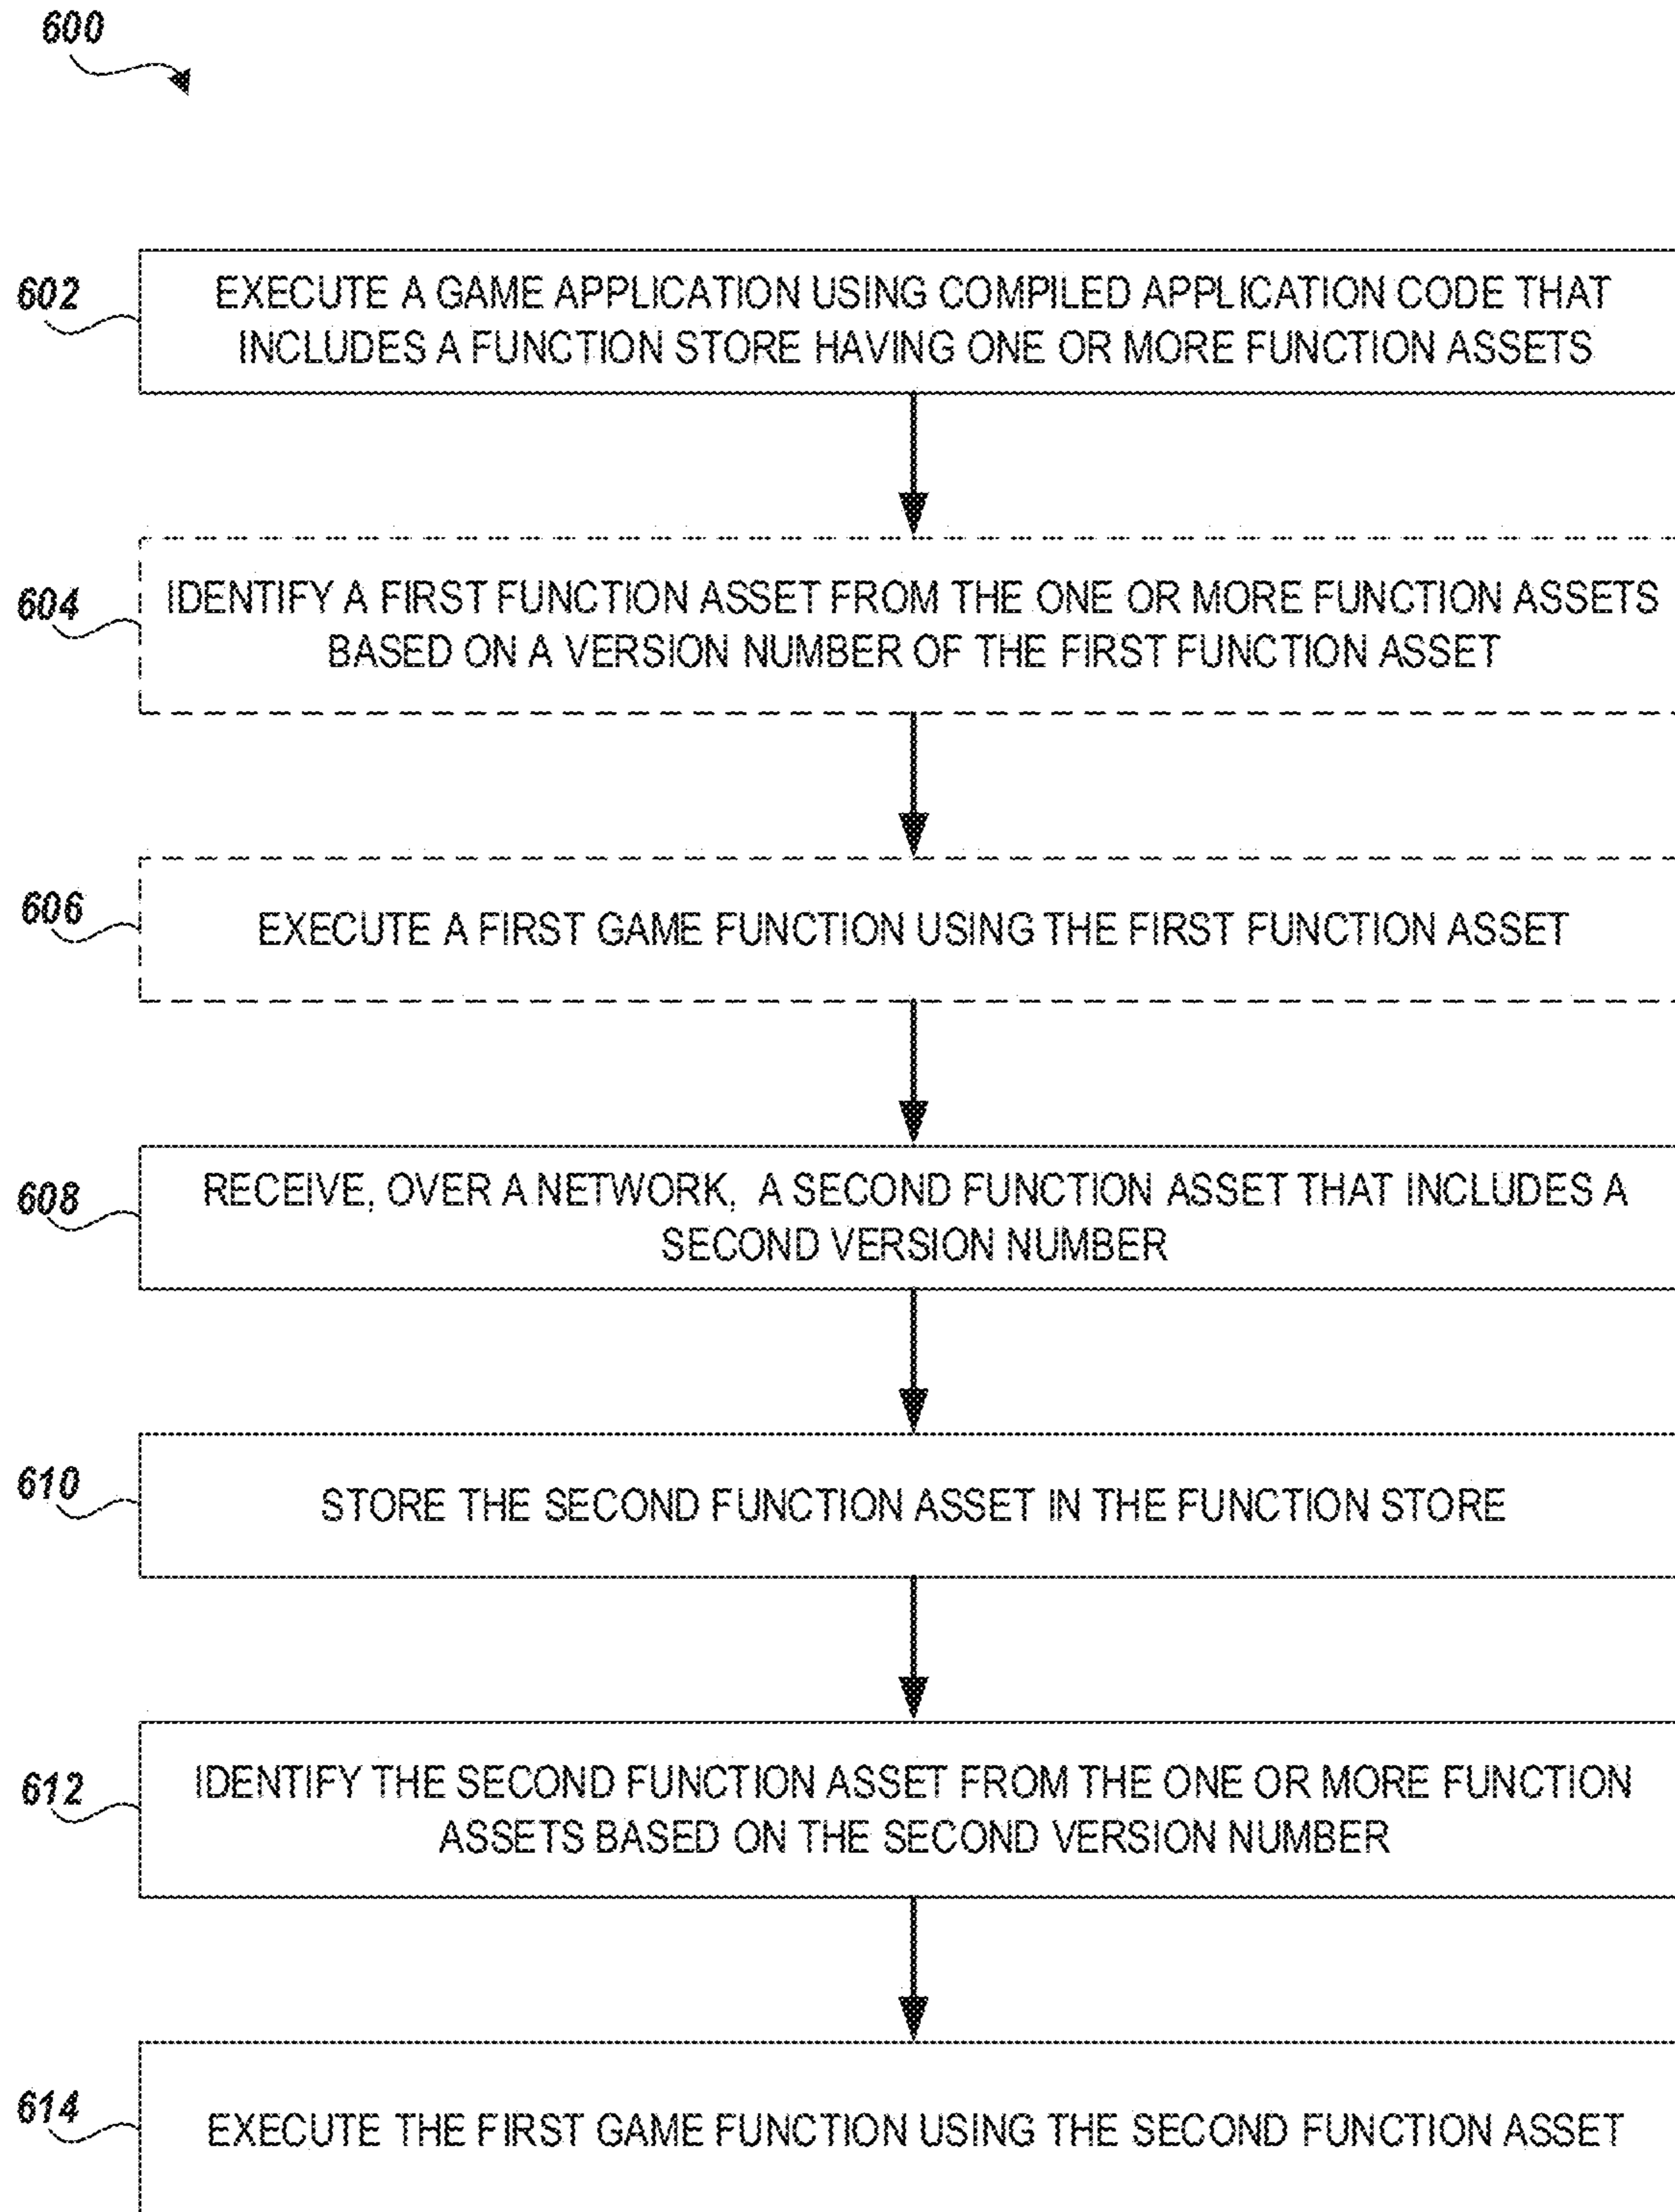 600
602
EXECUTE A GAME APPLICATION USING COMPILED APPLICATION CODE THAT
INCLUDES A FUNCTION STORE HAVING ONE OR MORE FUNCTION ASSETS
604
IDENTIFY A FIRST FUNCTION ASSET FROM THE ONE OR MORE FUNCTION ASSETS
BASED ON A VERSION NUMBER OF THE FIRST FUNCTION ASSET
606
EXECUTE A FIRST GAME FUNCTION USING THE FIRST FUNCTION ASSET
608
RECEIVE, OVER A NETWORK, A SECOND FUNCTION ASSET THAT INCLUDES A
SECOND VERSION NUMBER
610
STORE THE SECOND FUNCTION ASSET IN THE FUNCTION STORE
612
IDENTIFY THE SECOND FUNCTION ASSET FROM THE ONE OR MORE FUNCTION
ASSETS BASED ON THE SECOND VERSION NUMBER
614
EXECUTE THE FIRST GAME FUNCTION USING THE SECOND FUNCTION ASSET